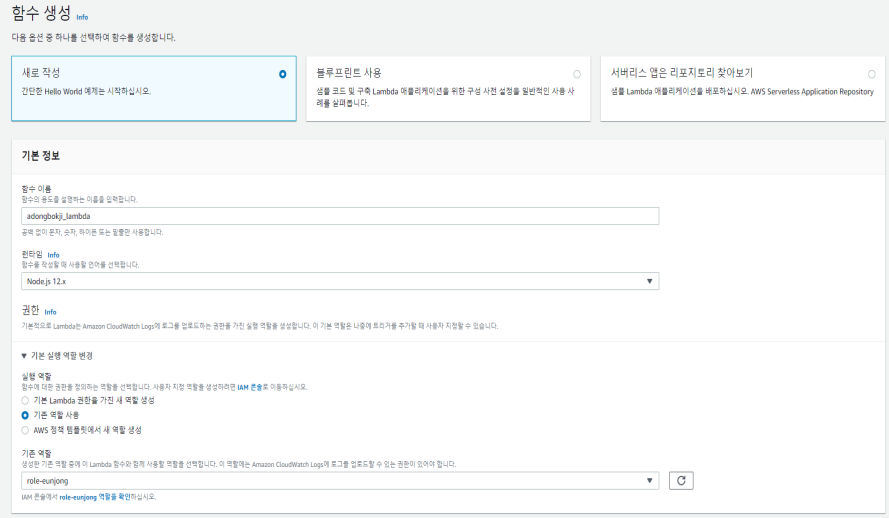 함수 생성 Info
다음 옵션 중 하나를 선택하여 함수를 생성합니다.
새로 작성
간단한 Hello World 예제는 시작하십시오.
블루프린트 사용
샘플 코드 및 구축 Lambda 애플리케이션을 위한 구성 사전 설정을 일반적인 사용 사
례를 살펴봅니다.
서버리스 앱은 리포지토리 찾아보기
샘플 Lambda 애플리케이션을 배포하십시오. AWS Serverless Application Repository
기본 정보
함수 이름
함수의 용도를 설명하는 이름을 입력합니다.
adongbokji_lambda
공백 없이 문자, 숫자, 하이픈 또는 밑줄만 사용합니다.
런타임 Info
함수를 작성할 때 사용할 언어를 선택합니다.
Node.js 12.x
권한 Info
기본적으로 Lambda는 Amazon CloudWatch Logs에 로그를 업로드하는 권한을 가진 실행 역할을 생성합니다. 이 기본 역할은 나중에 트리거를 추가할 때 사용자 지정할 수 있습니다.
▼ 기본 실행 역할 변경
실행 역할
함수에 대한 권한을 정의하는 역할을 선택합니다. 사용자 지정 역할을 생성하려면 IAM 콘솔로 이동하십시오.
기본 Lambda 권한을 가진 새 역할 생성
기존 역할 사용
AWS 정책 템플릿에서 새 역할 생성
기존 역할
생성한 기존 역할 중에 이 Lambda 함수와 함께 사용할 역할을 선택합니다. 이 역할에는 Amazon CloudWatch Logs에 로그를 업로드할 수 있는 권한이 있어야 합니다.
role-eunjong
IAM 콘솔에서 role-eunjong 역할을 확인하십시오.